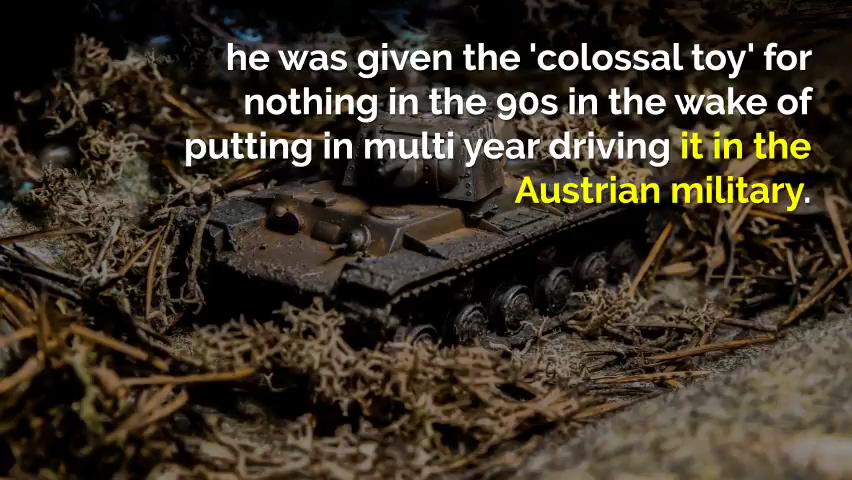 he was given the 'colossal toy' for
nothing in the 90s in the wake of
putting in multi year driving it in the
Austrian military.